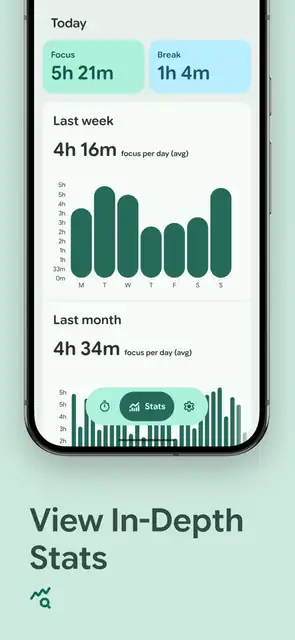 Today
Focus
5h 21m
Break
1h 4m
Last week
4h 16m focus per day (avg)
5h
5h
4h
3h
3h
2h
2h
1h
1h
33m
0m
M T W T F S S
Last month
4h 34m focus per day (avg)
5h
4h
3h
2h
Stats
View In-Depth
Stats